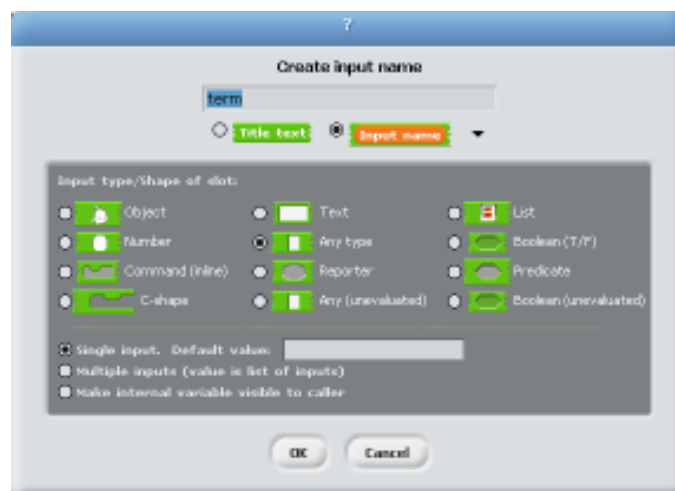 ?
Create input name
term
Title text Input name
Input type/Shape of slot:
Object Text List
Number Any type Boolean (T/F)
Command (inline) Reporter Predicate
C-shape Any (unevaluated) Boolean (unevaluated)
Single input. Default value:
Multiple inputs (value is list of inputs)
Make internal variable visible to caller
OK Cancel